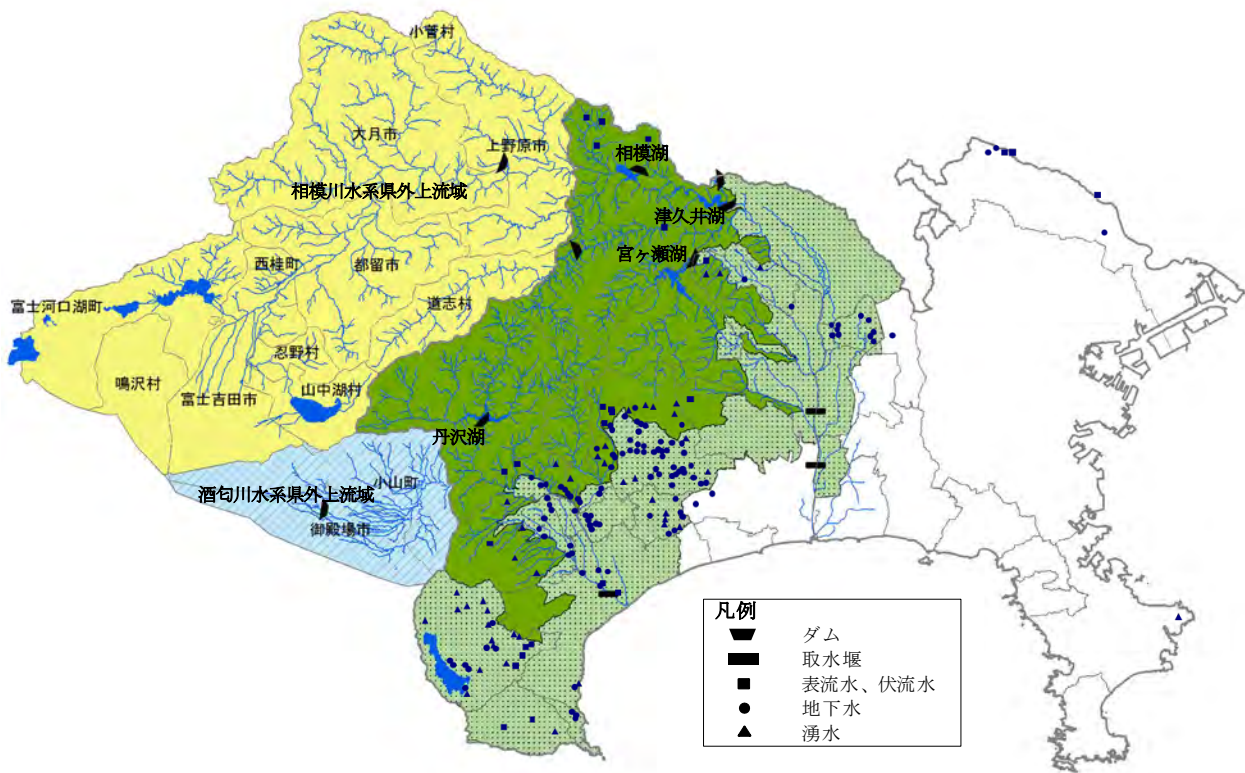 小菅村
大月市
上野原市
相模湖
相模川水系県外上流域
津久井湖
宮ヶ瀬湖
西桂町
都留市
道志村
富士河口湖町
忍野村
鳴沢村
富士吉田市
山中湖村
丹沢湖
小山町
酒匂川水系県外上流域
御殿場市
凡例
ダム
取水堰
表流水、伏流水
地下水
湧水